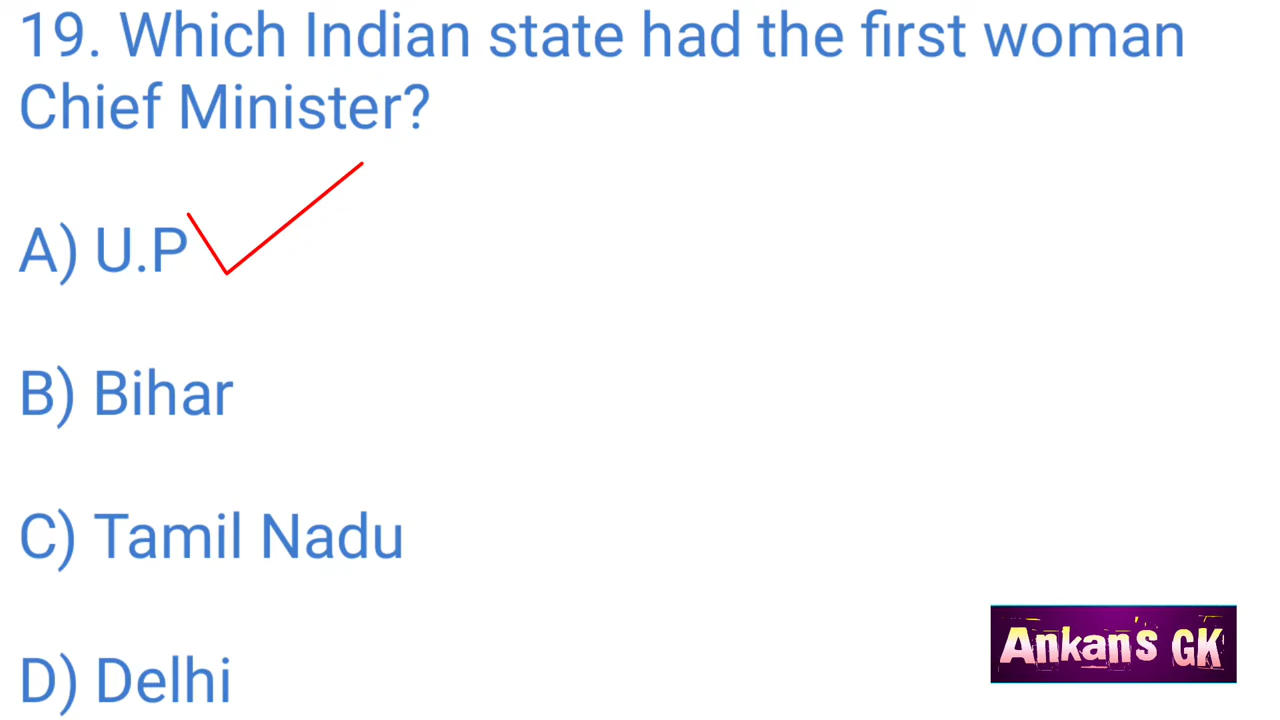 19. Which Indian state had the first woman
Chief Minister?
A) U.P
B) Bihar
C) Tamil Nadu
D) Delhi
Ankan's GK